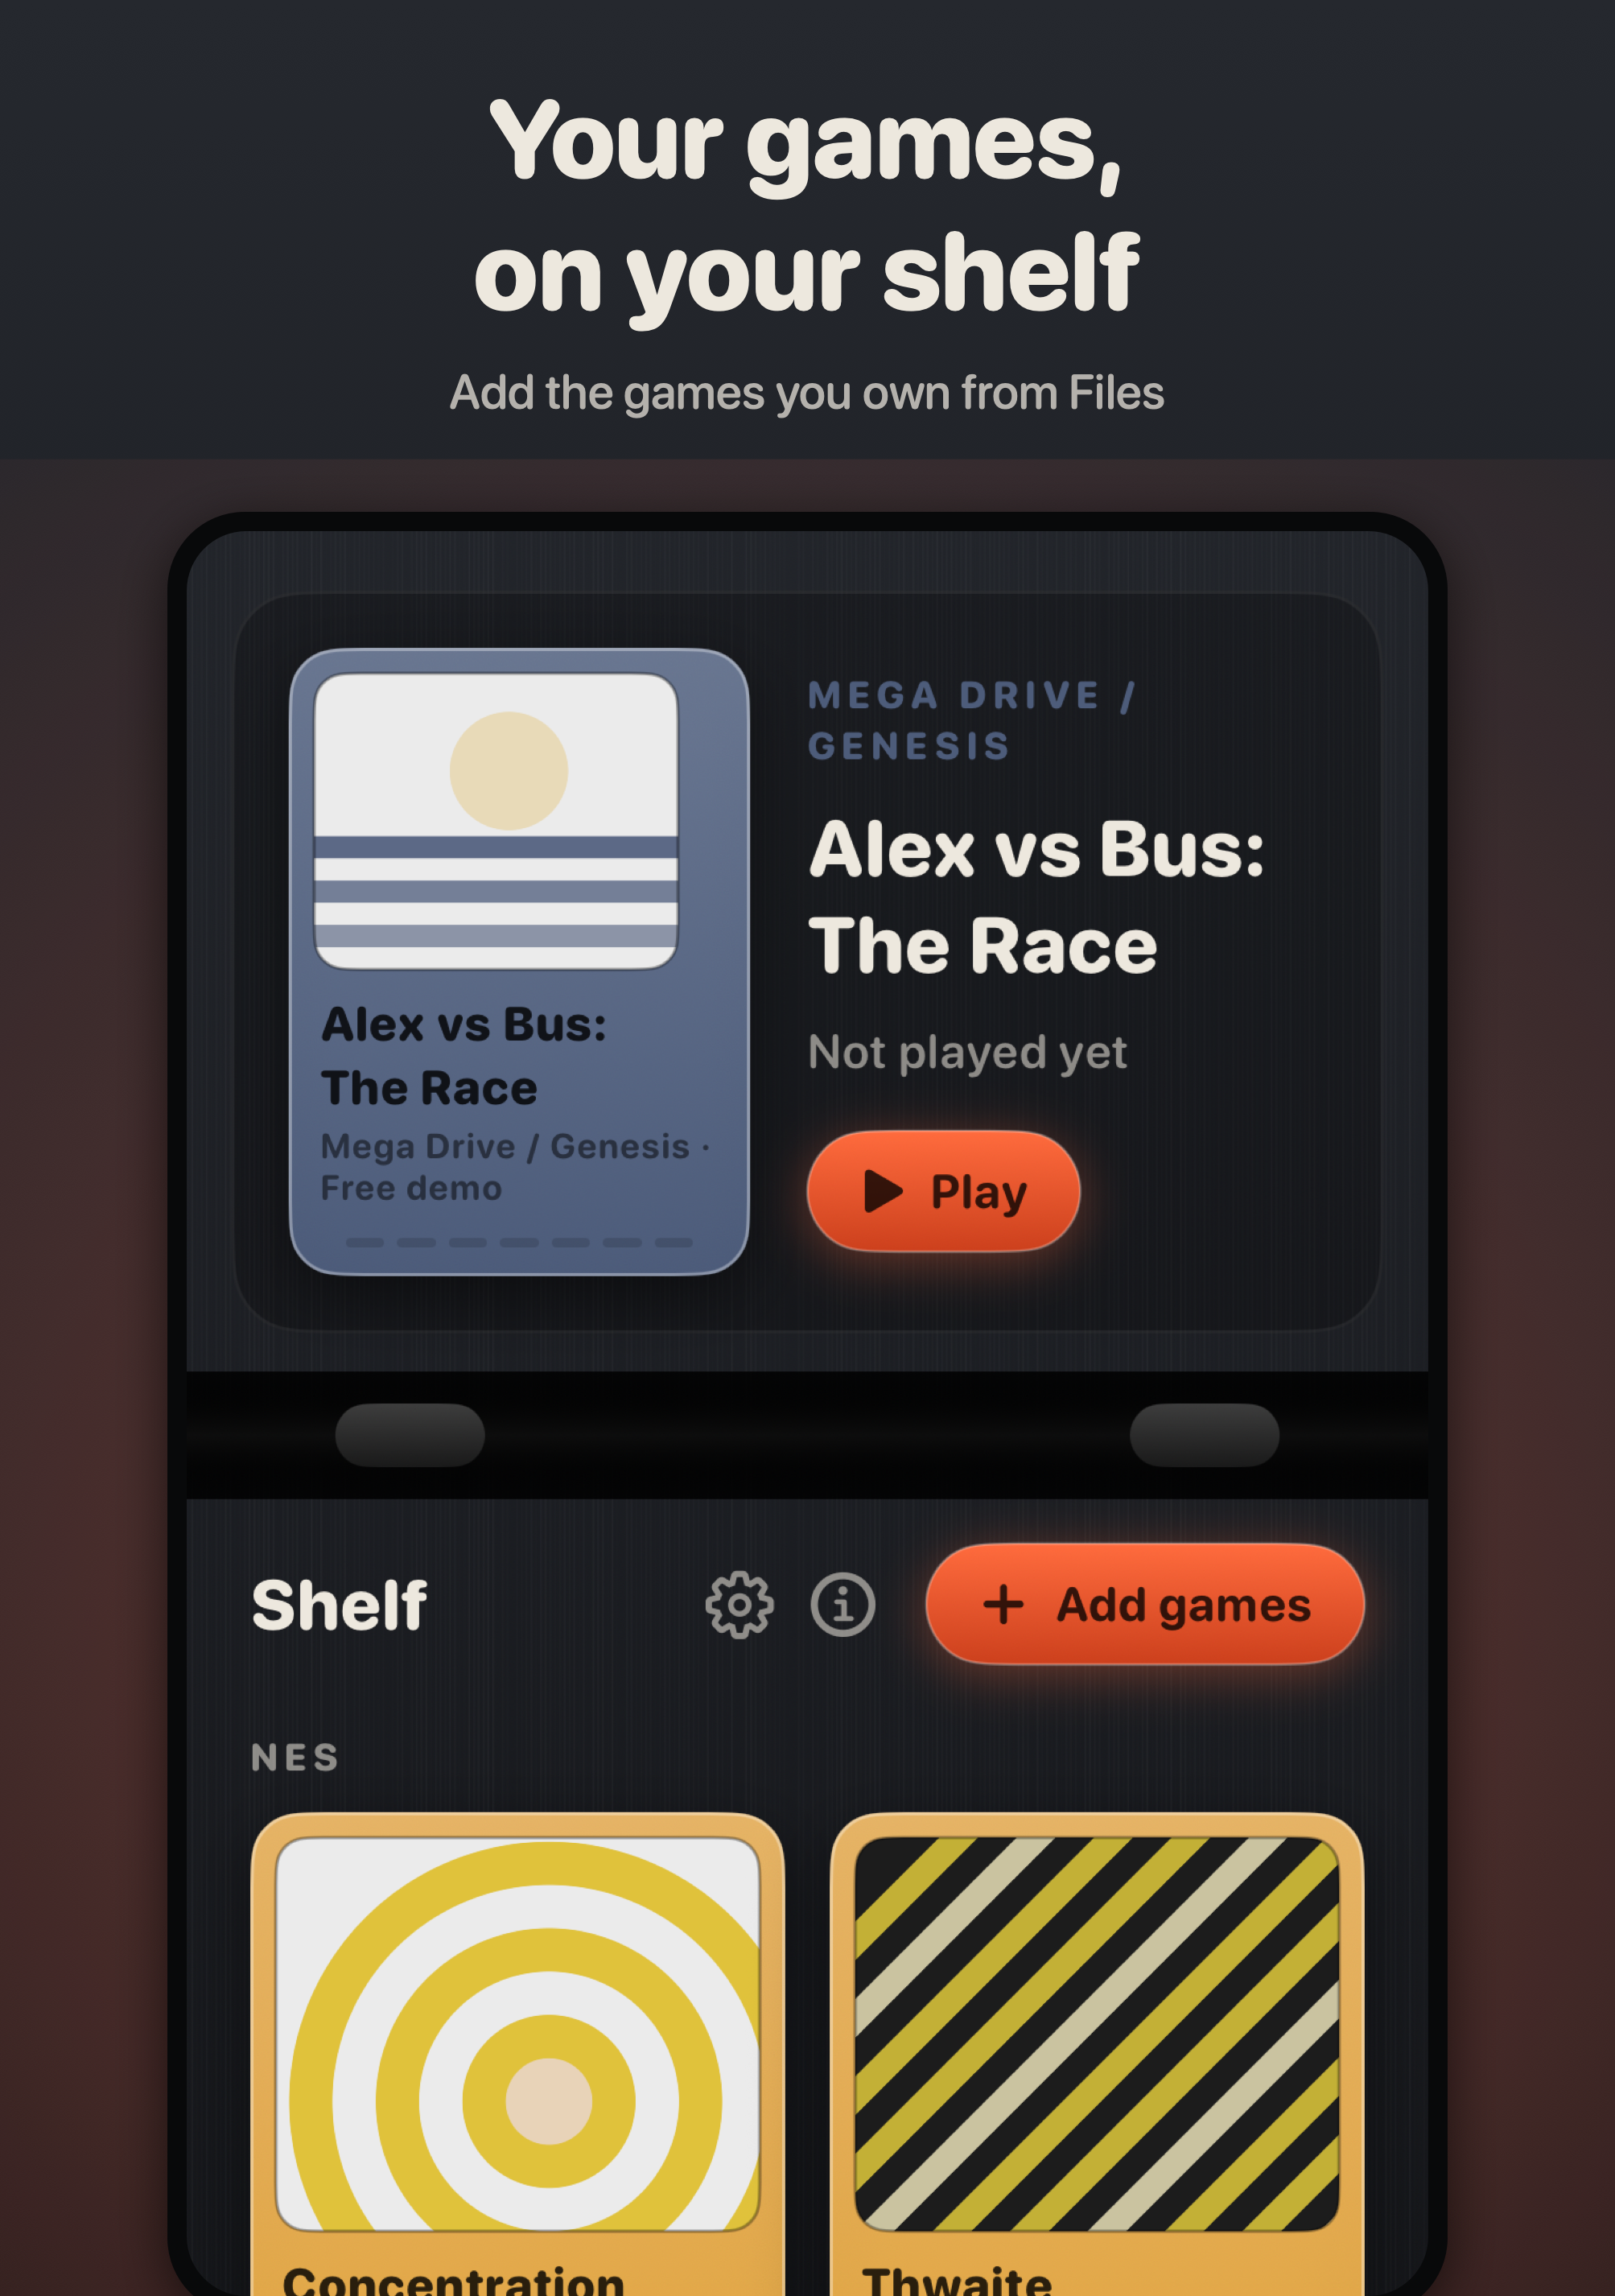 Your games,
on your shelf
Add the games you own from Files
Alex vs Bus:
The Race
Mega Drive / Genesis ·
Free demo
MEGA DRIVE /
GENESIS
Alex vs Bus:
The Race
Not played yet
Play
Shelf
Add games
NES
Concentration
Thwaite